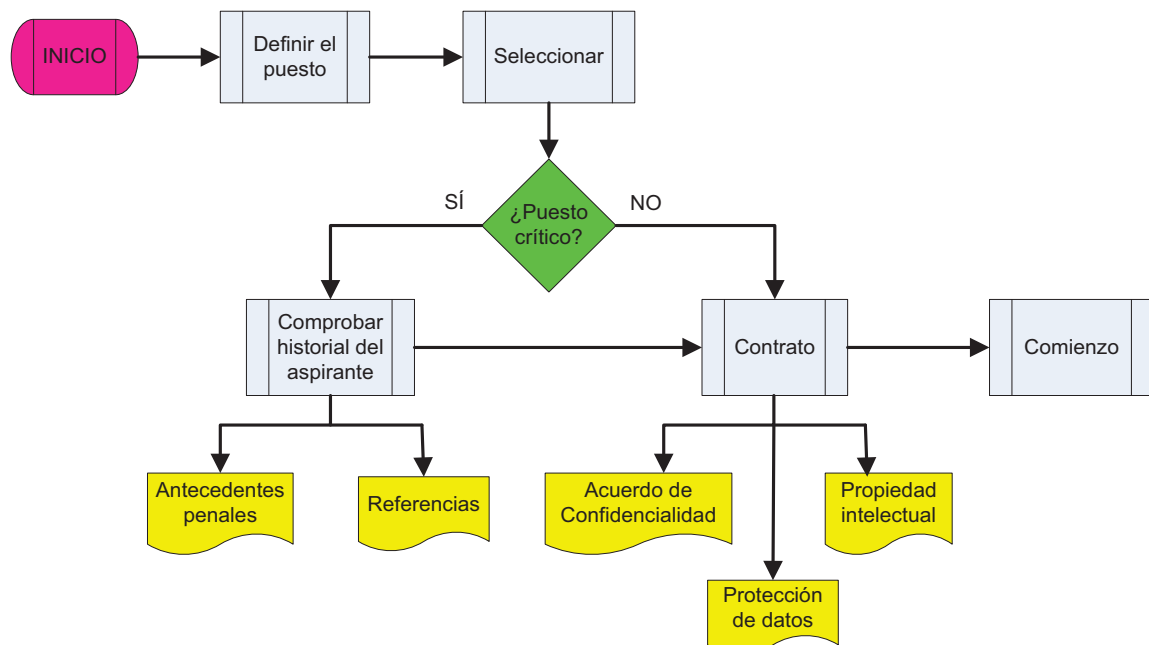 INICIO
Definir el
puesto
Seleccionar
SÍ
¿Puesto
crítico?
NO
Comprobar
historial del
aspirante
Contrato
Comienzo
Antecedentes
penales
Referencias
Acuerdo de
Confidencialidad
Propiedad
intelectual
Protección
de datos